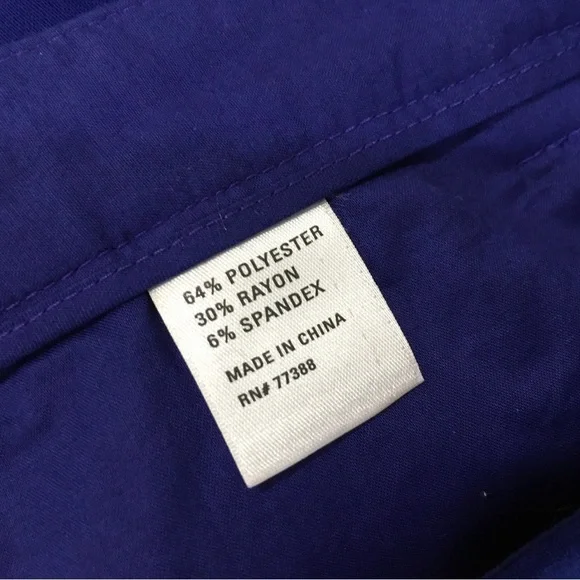 64% POLYESTER
30% RAYON
6% SPANDEX
MADE IN CHINA
RN# 77388